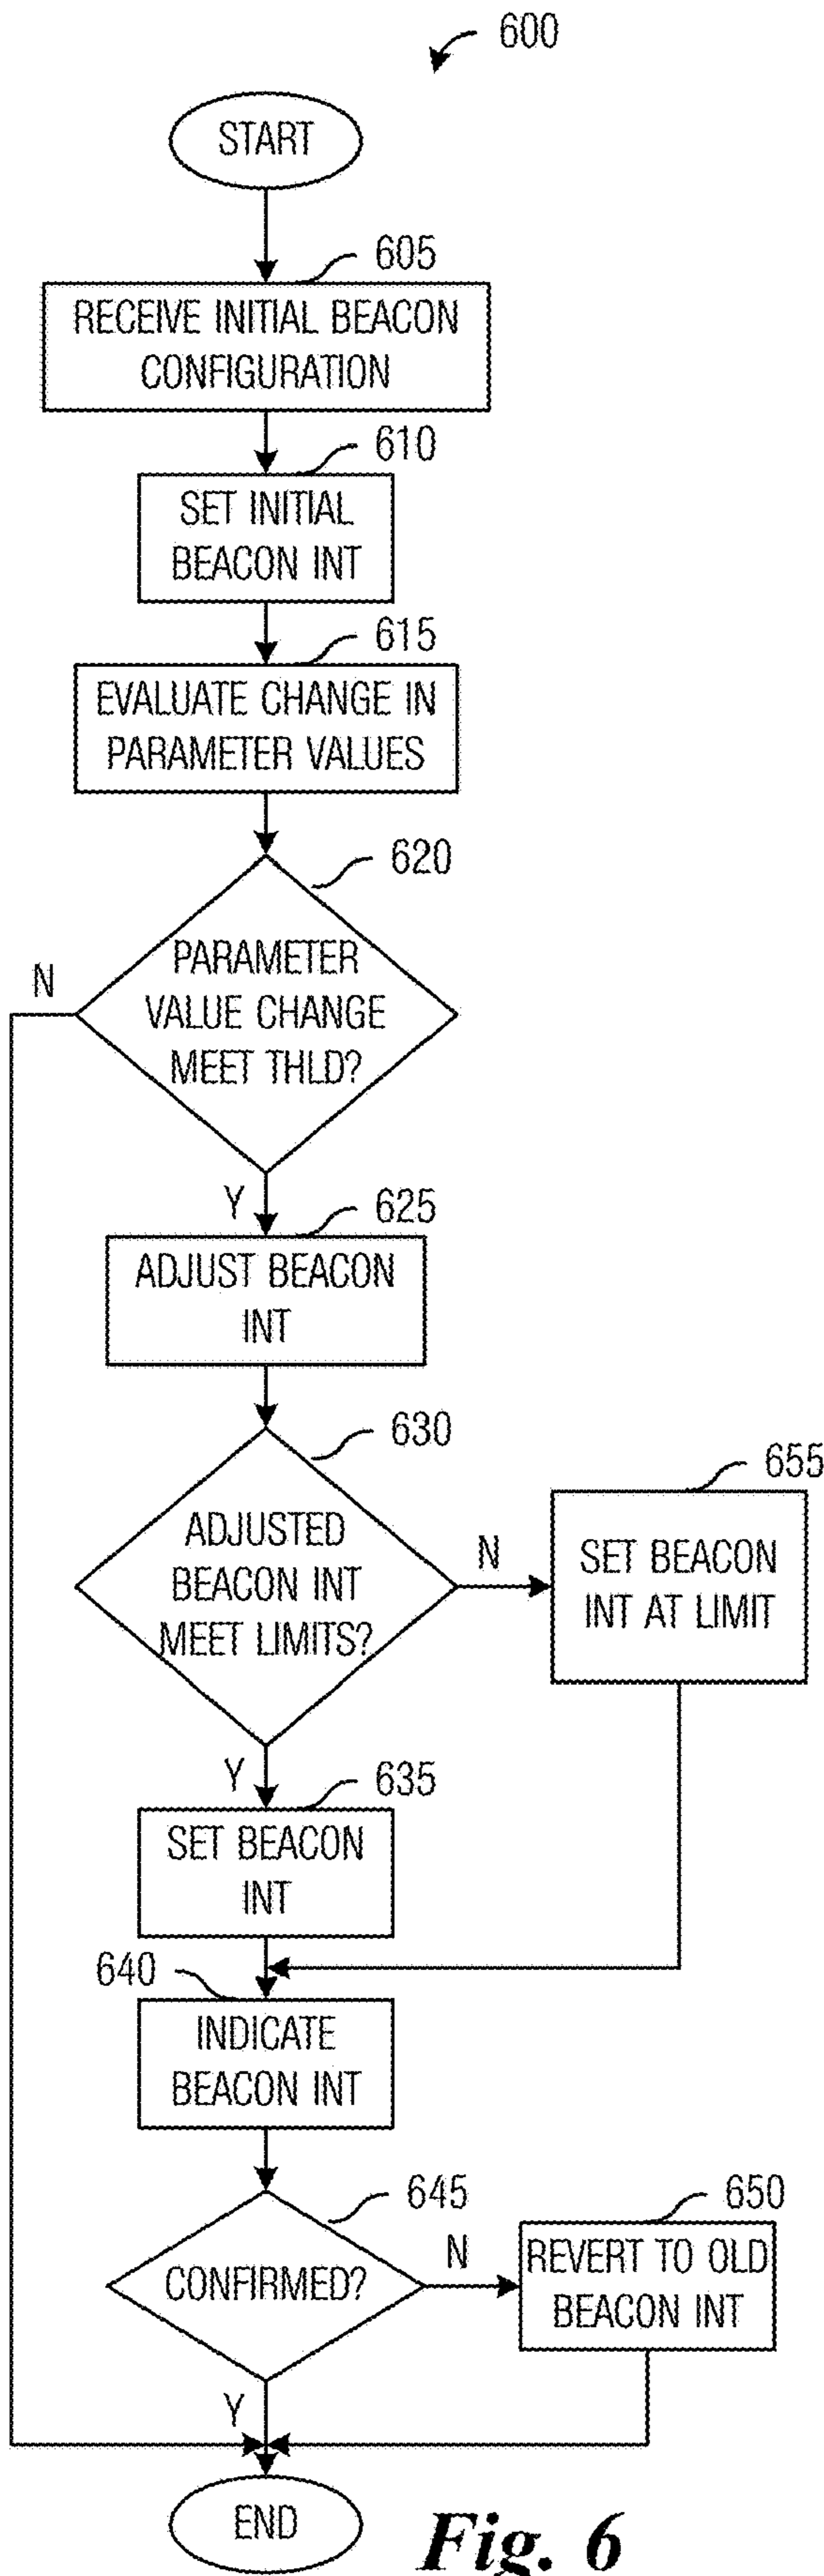 600
START
605
RECEIVE INITIAL BEACON
CONFIGURATION
610
SET INITIAL
BEACON INT
615
EVALUATE CHANGE IN
PARAMETER VALUES
620
PARAMETER
VALUE CHANGE
MEET THLD?
N
Y
625
ADJUST BEACON
INT
630
ADJUSTED
BEACON INT
MEET LIMITS?
N
655
SET BEACON
INT AT LIMIT
Y
635
SET BEACON
INT
640
INDICATE
BEACON INT
645
CONFIRMED?
N
650
REVERT TO OLD
BEACON INT
Y
END
Fig. 6